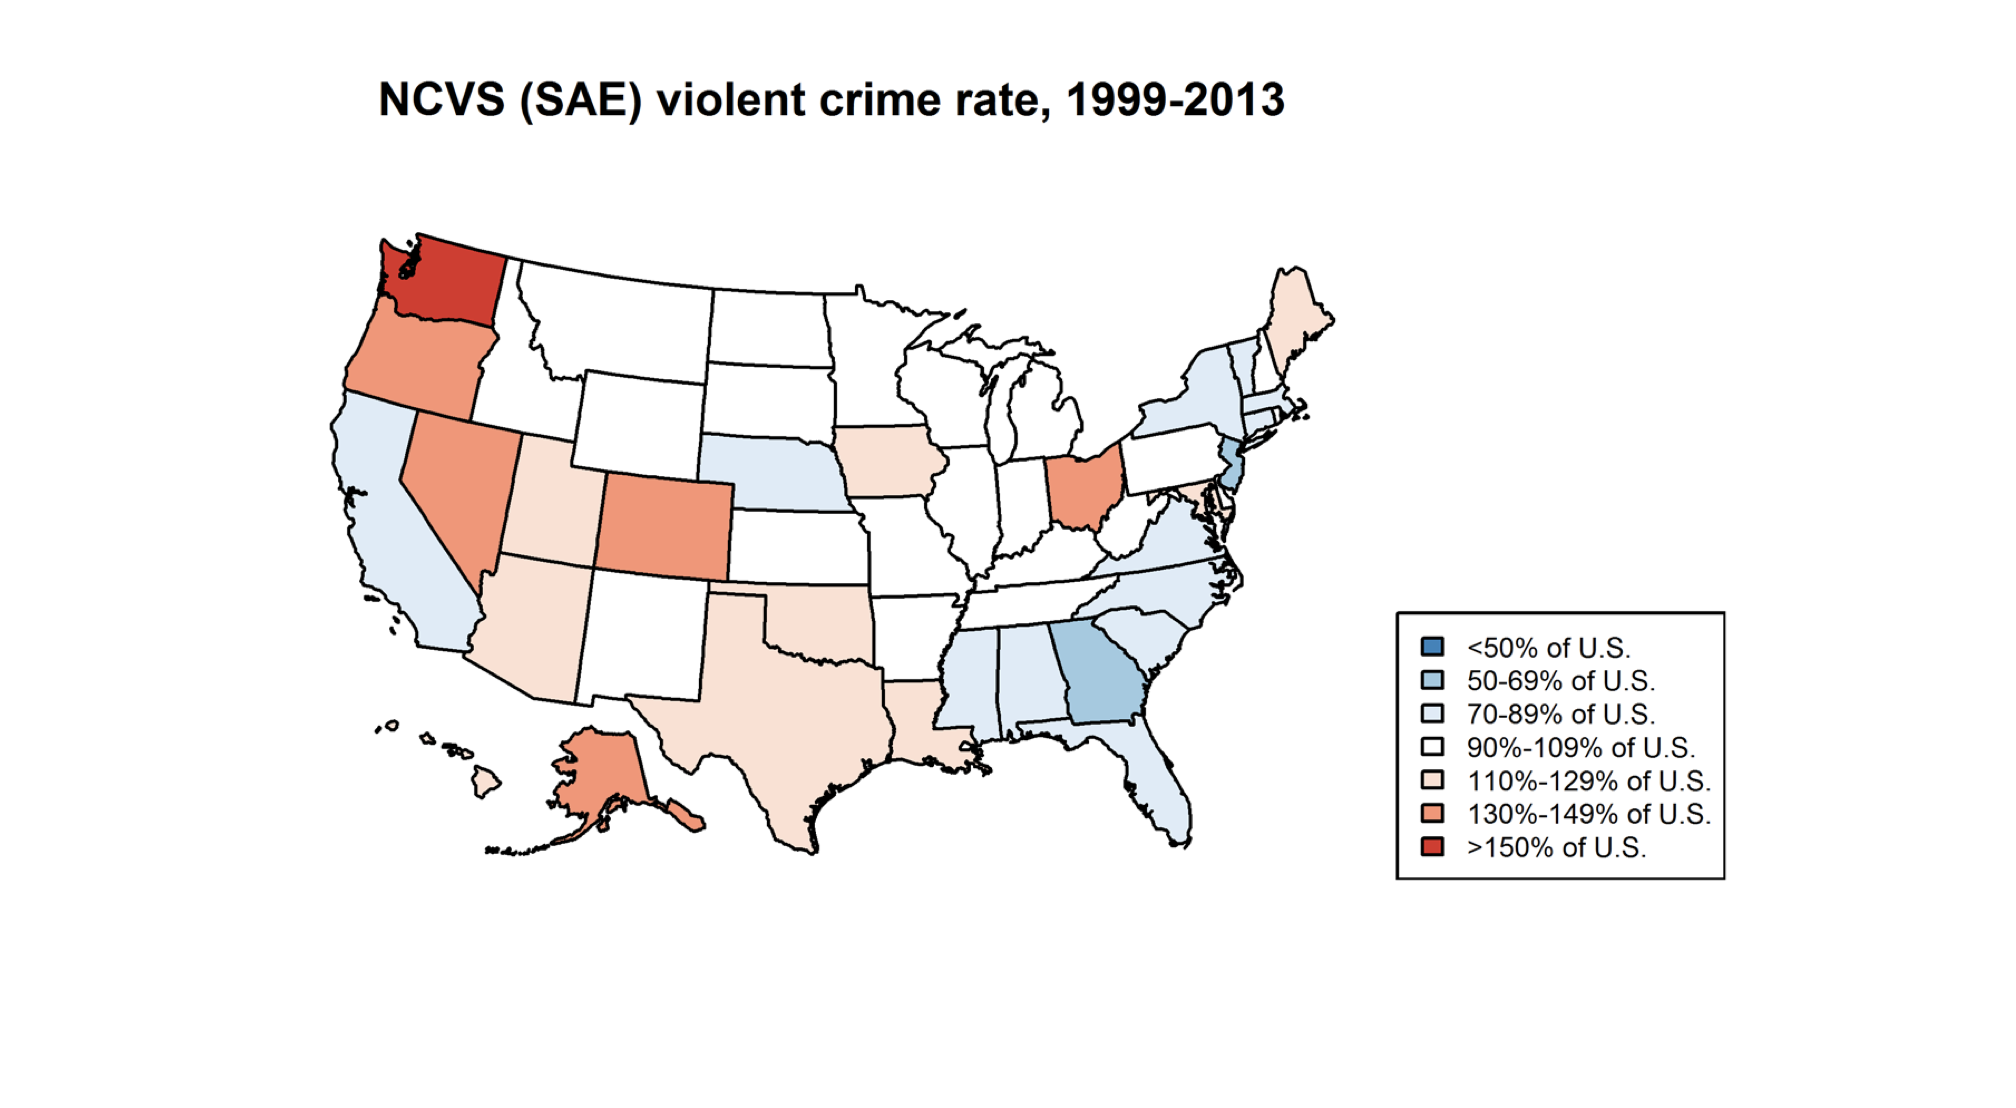 NCVS (SAE) violent crime rate, 1999-2013
<50% of U.S.
50-69% of U.S.
70-89% of U.S.
90%-109% of U.S.
110%-129% of U.S.
130%-149% of U.S.
>150% of U.S.